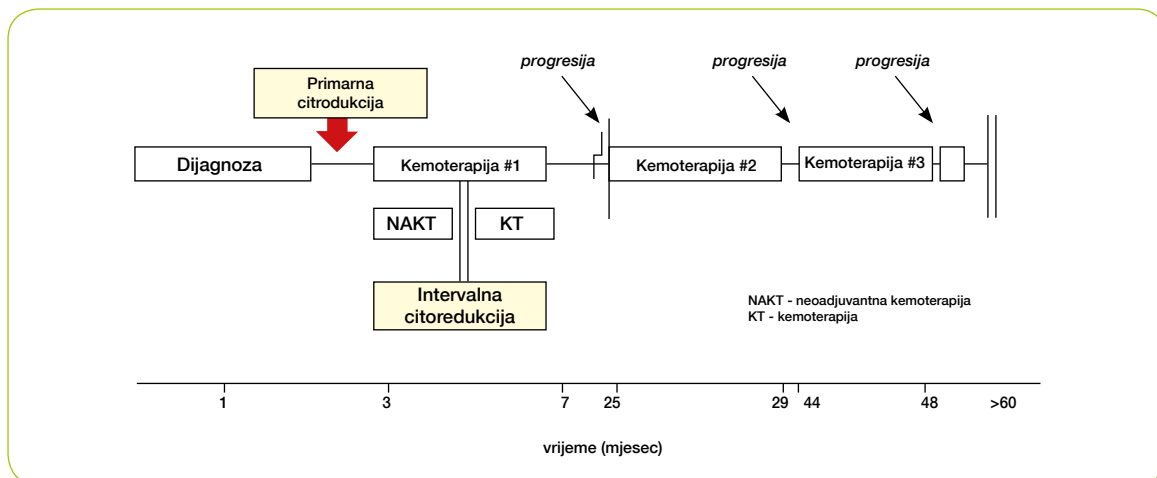 progresija
progresija
progresija
Primarna
citrodukcija
Dijagnoza
Kemoterapija #1
Kemoterapija #2
Kemoterapija #3
NAKT
KT
Intervalna
citoredukcija
NAKT - neoadjuvantna kemoterapija
KT - kemoterapija
1
3
7
25
29
44
48
>60
vrijeme (mjesec)